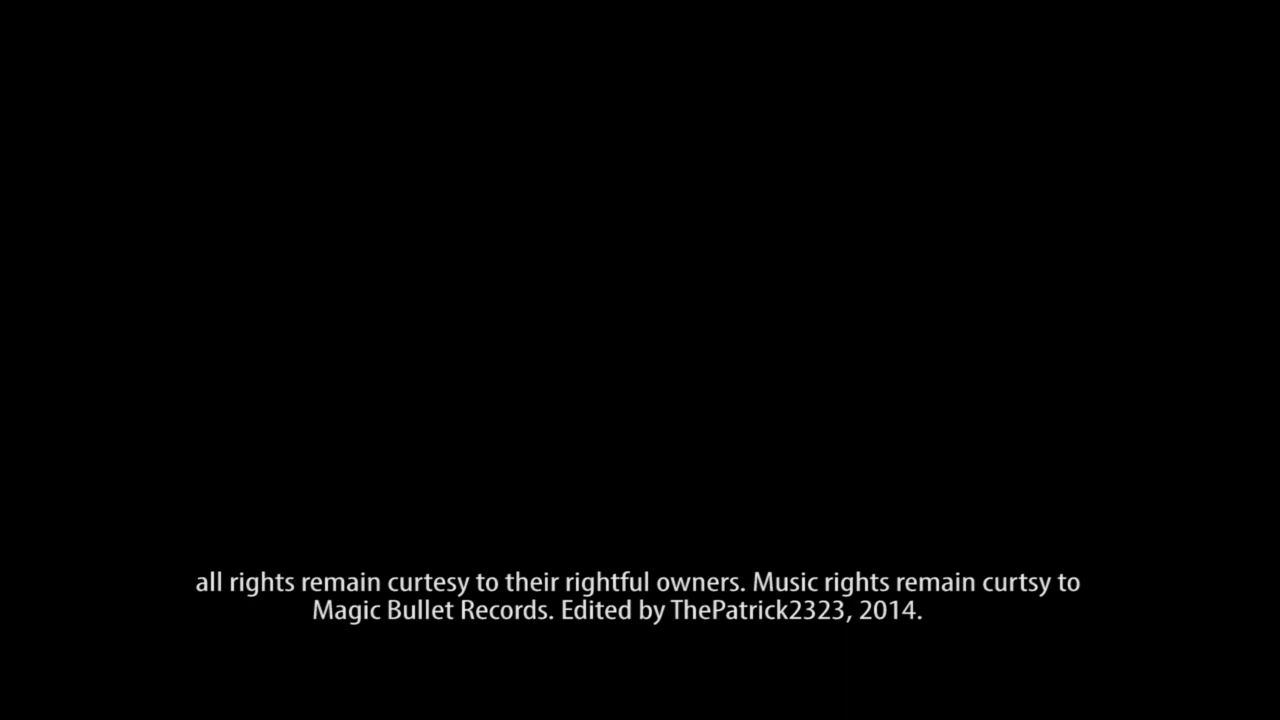 all rights remain curtesy to their rightful owners. Music rights remain curtsy to
Magic Bullet Records. Edited by ThePatrick2323, 2014.